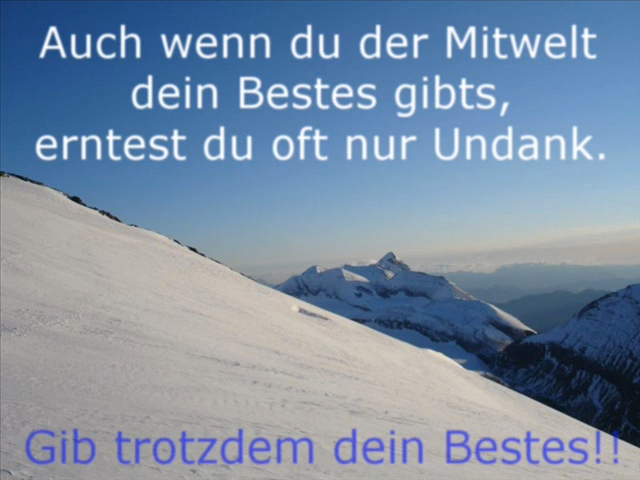 Auch wenn du der Mitwelt
dein Bestes gibts,
erntest du oft nur Undank.
Gib trotzdem dein Bestes!!